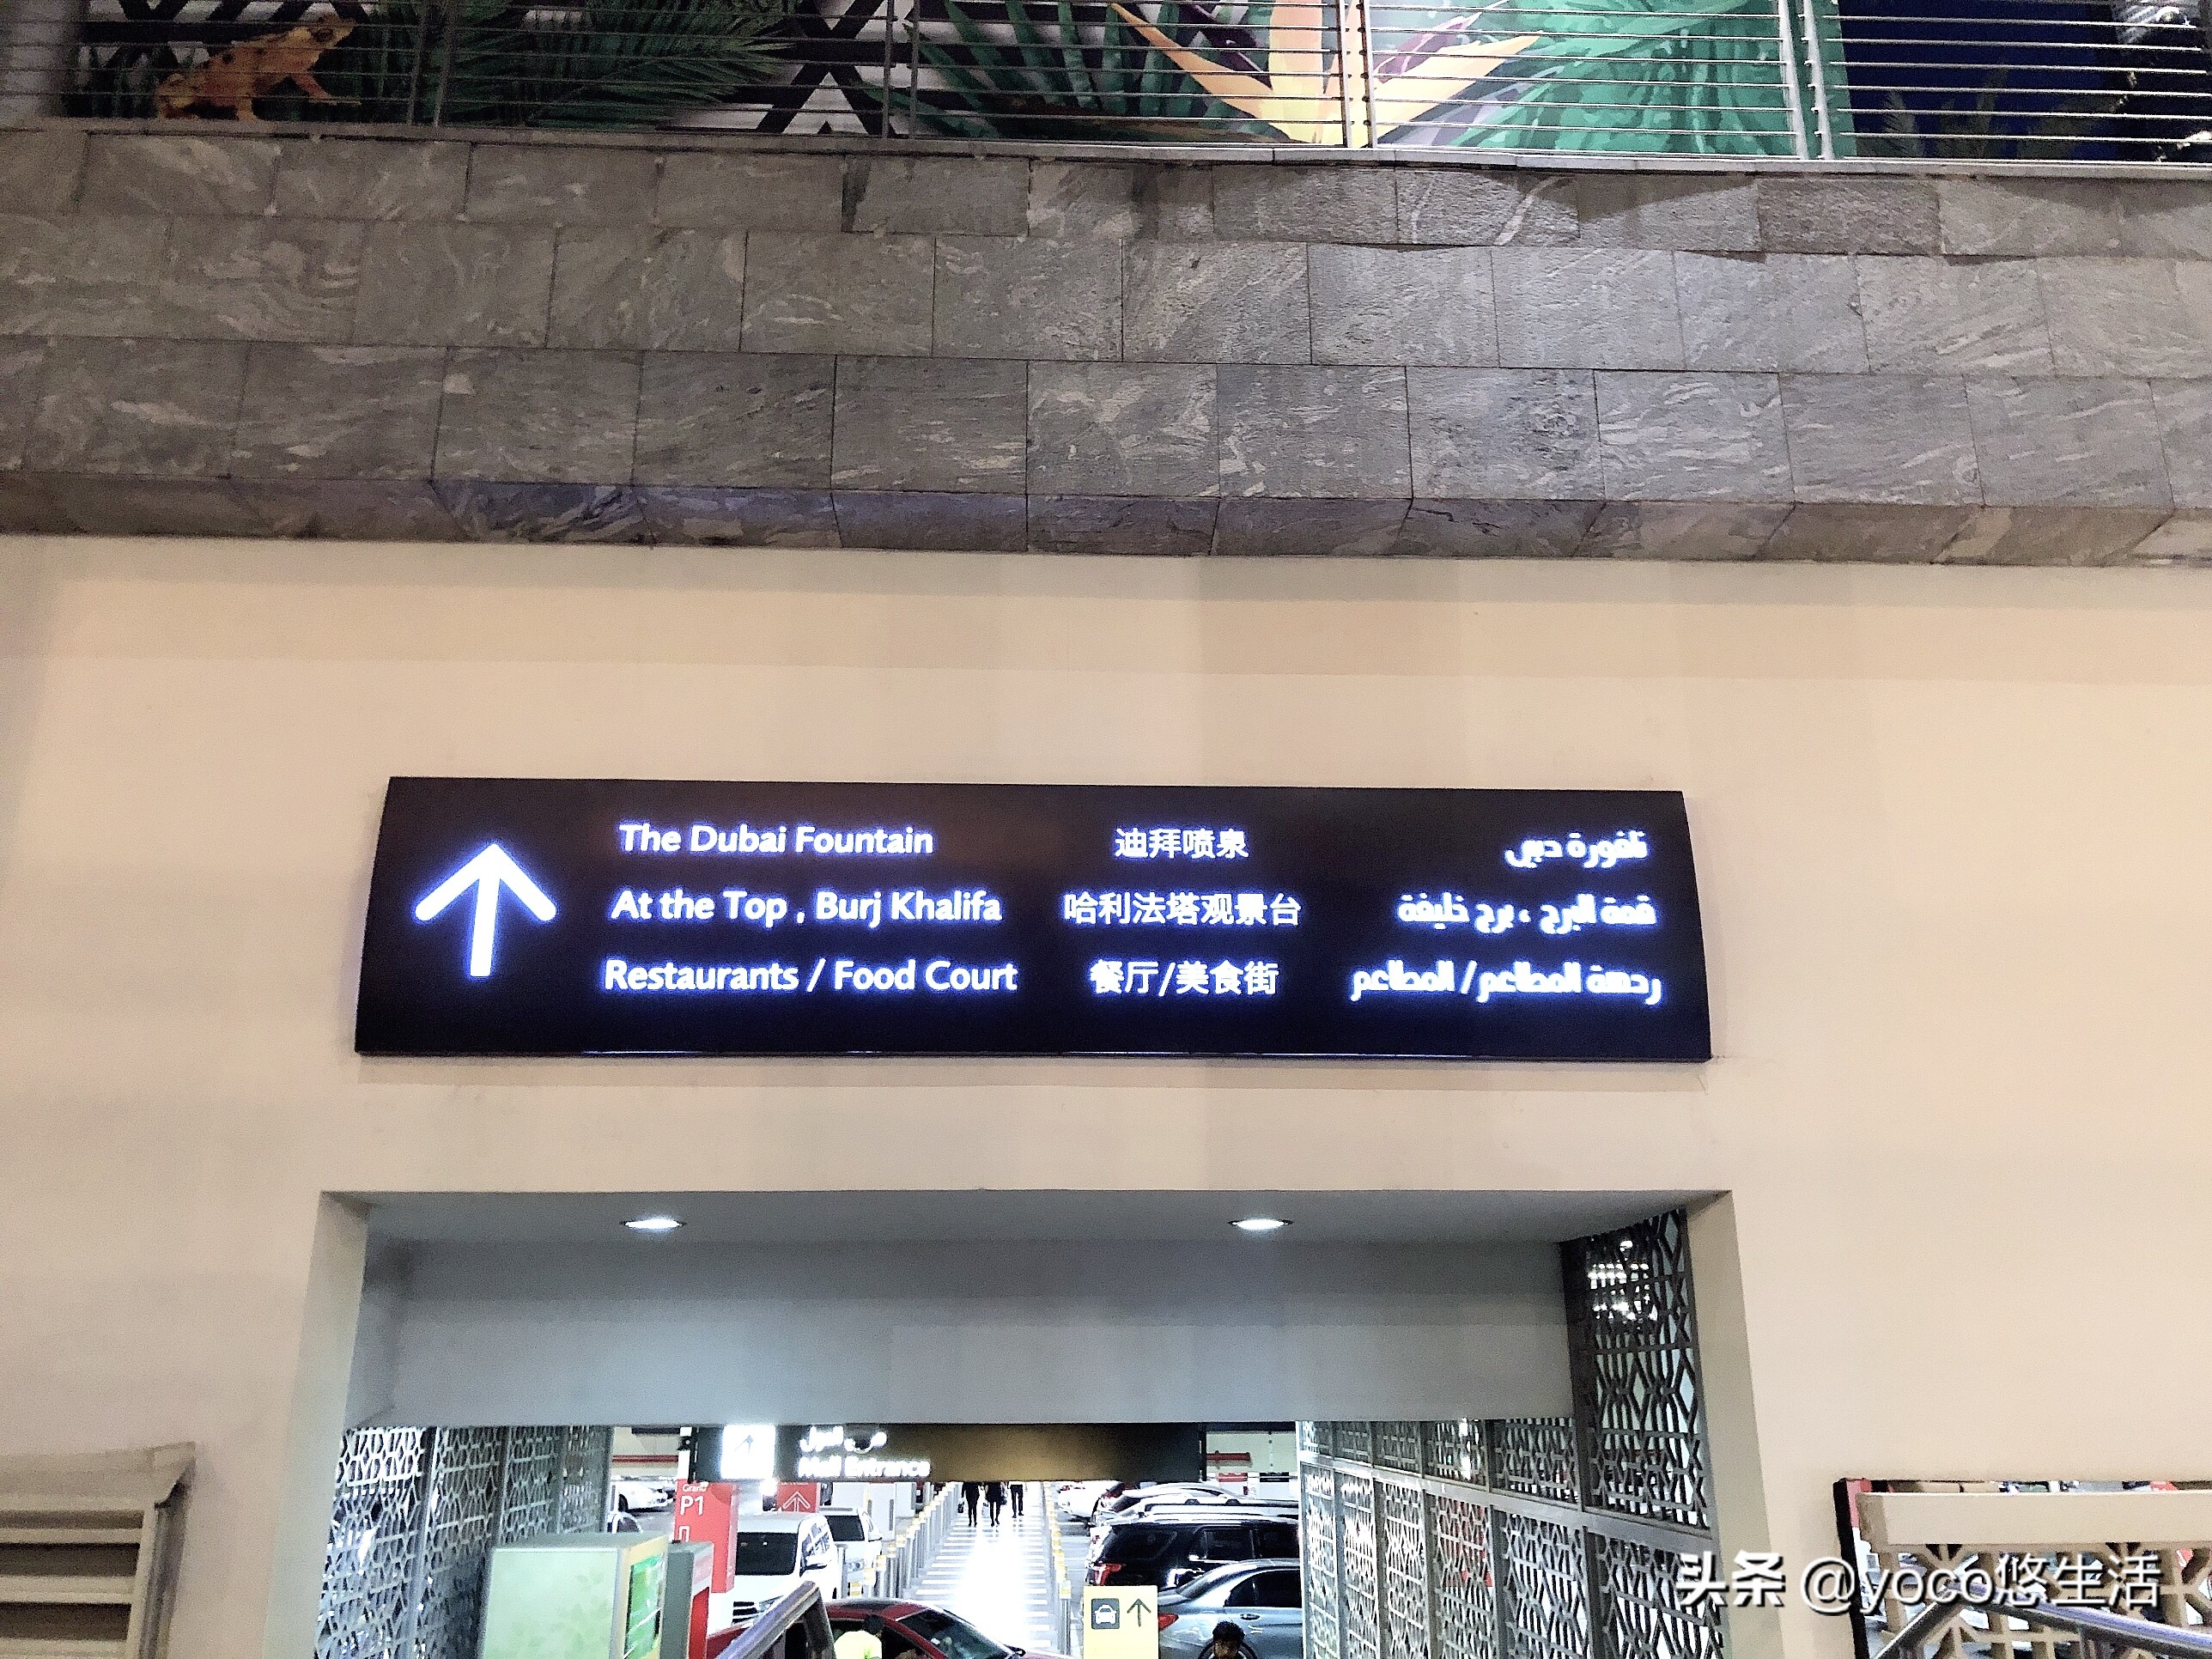 The Dubai Fountain 迪拜喷泉 نافورة دبي
At the Top , Burj Khalifa 哈利法塔观景台 قمة البرج ، برج خليفة
Restaurants / Food Court 餐厅/美食街 ردهة المطاعم / المطاعم
Mall Entrance
Grand
P1
头条 @yoco悠生活